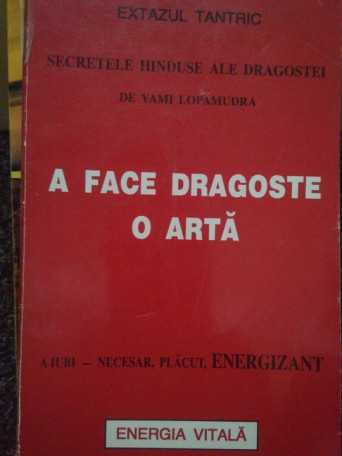 EXTAZUL TANTRIC
SECRETELE HINDUSE ALE DRAGOSTEI
DE YAMI LOPAMUDRA
A FACE DRAGOSTE
O ARTĂ
A IUBI – NECESAR, PLĂCUT, ENERGIZANT
ENERGIA VITALĂ